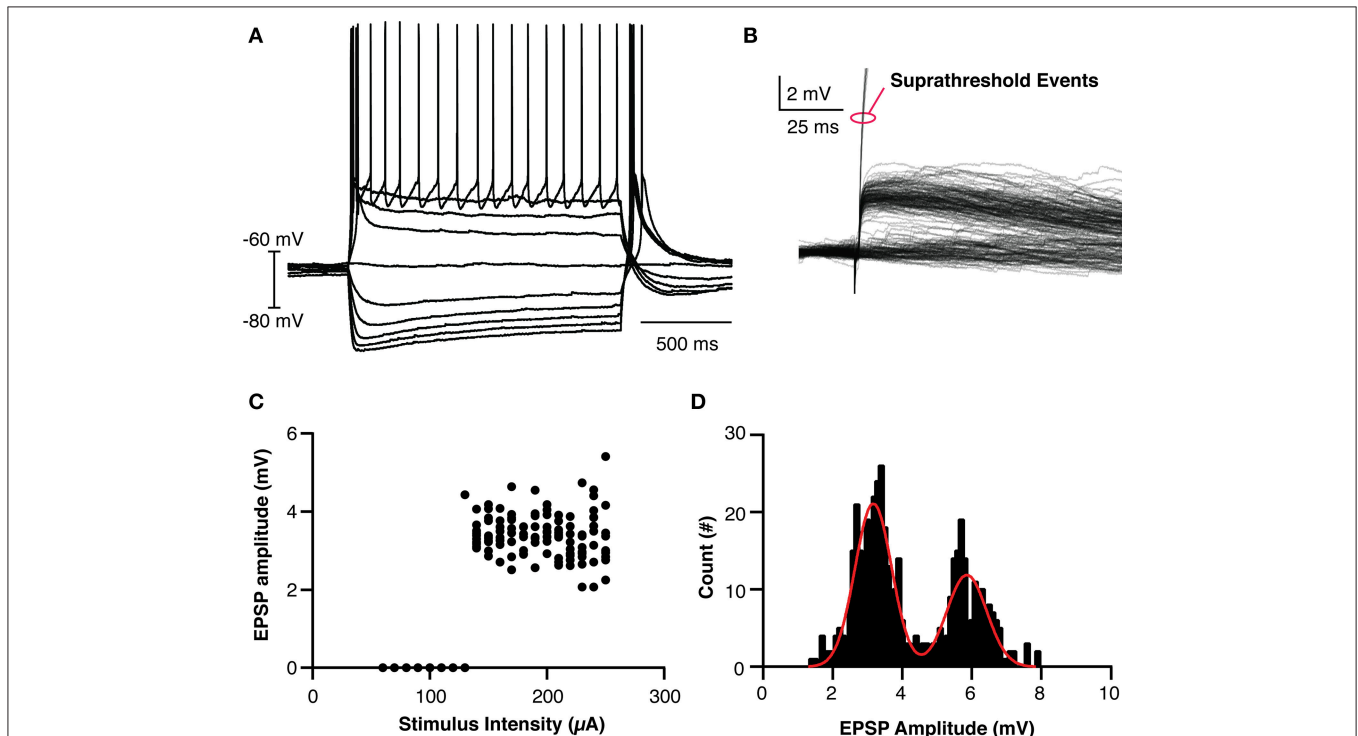 A
-60 mV
-80 mV
500 ms
B
2 mV
25 ms
Suprathreshold Events
C
EPSP amplitude (mV)
6
4
2
0
0 100 200 300
Stimulus Intensity (µA)
D
Count (#)
30
20
10
0
0 2 4 6 8 10
EPSP Amplitude (mV)